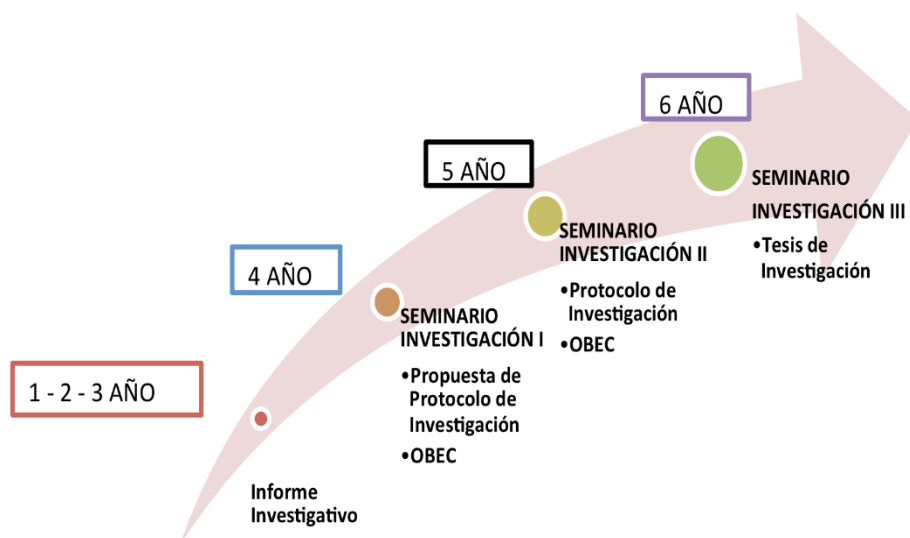 1 - 2 - 3 AÑO
Informe
Investigativo
4 AÑO
SEMINARIO
INVESTIGACIÓN I
•Propuesta de
Protocolo de
Investigación
•OBEC
5 AÑO
SEMINARIO
INVESTIGACIÓN II
•Protocolo de
Investigación
•OBEC
6 AÑO
SEMINARIO
INVESTIGACIÓN III
•Tesis de
Investigación